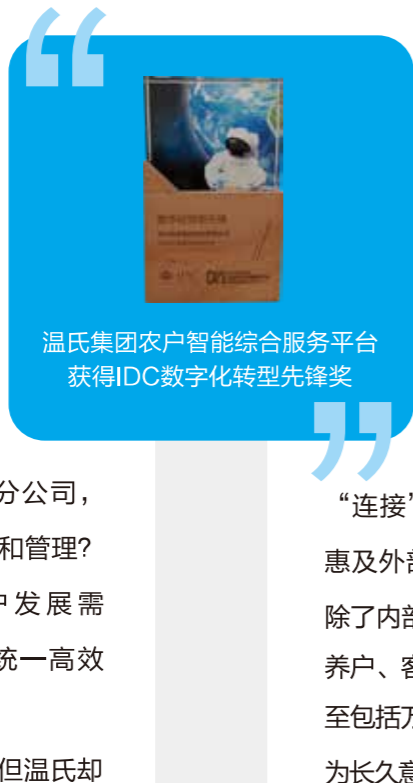 温氏集团农户智能综合服务平台
获得IDC数字化转型先锋奖
分公司，
和管理？
户发展需
统一高效
但温氏却
“连接”
惠及外部
除了内部
养户、客
至包括万
为长久意